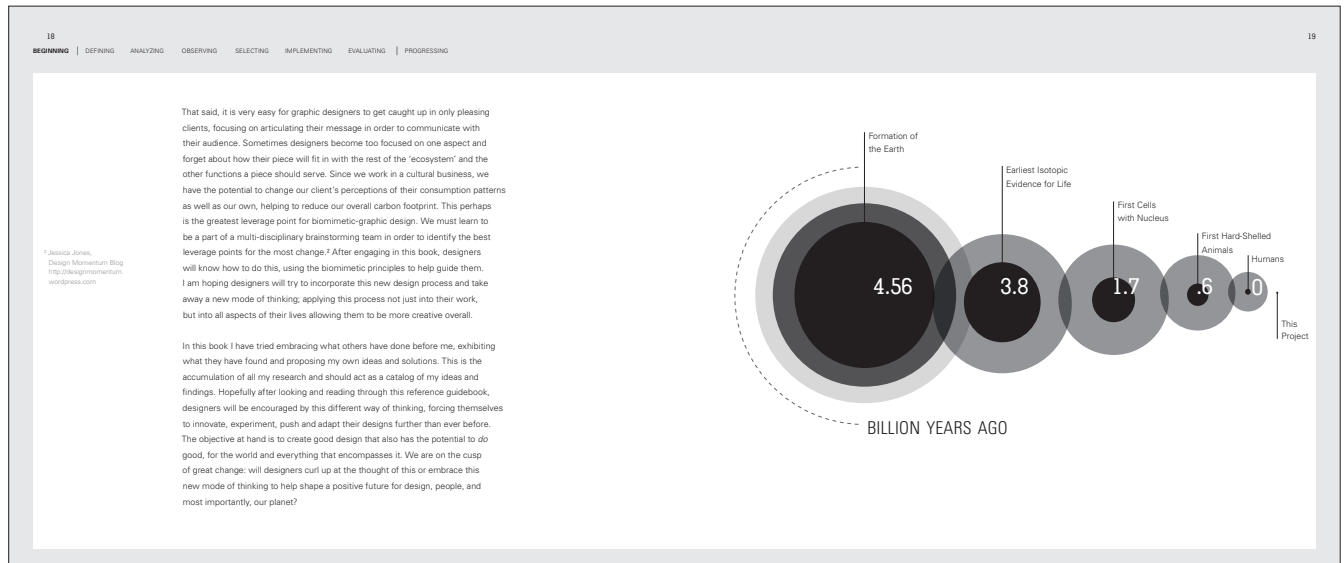 18
19
BEGINNING | DEFINING ANALYZING OBSERVING SELECTING IMPLEMENTING EVALUATING | PROGRESSING
That said, it is very easy for graphic designers to get caught up in only pleasing
clients, focusing on articulating their message in order to communicate with
their audience. Sometimes designers become too focused on one aspect and
forget about how their piece will fit in with the rest of the ‘ecosystem’ and the
other functions a piece should serve. Since we work in a cultural business, we
have the potential to change our client’s perceptions of their consumption patterns
as well as our own, helping to reduce our overall carbon footprint. This perhaps
is the greatest leverage point for biomimetic-graphic design. We must learn to
be a part of a multi-disciplinary brainstorming team in order to identify the best
leverage points for the most change.² After engaging in this book, designers
will know how to do this, using the biomimetic principles to help guide them.
I am hoping designers will try to incorporate this new design process and take
away a new mode of thinking; applying this process not just into their work,
but into all aspects of their lives allowing them to be more creative overall.
In this book I have tried embracing what others have done before me, exhibiting
what they have found and proposing my own ideas and solutions. This is the
accumulation of all my research and should act as a catalog of my ideas and
findings. Hopefully after looking and reading through this reference guidebook,
designers will be encouraged by this different way of thinking, forcing themselves
to innovate, experiment, push and adapt their designs further than ever before.
The objective at hand is to create good design that also has the potential to do
good, for the world and everything that encompasses it. We are on the cusp
of great change: will designers curl up at the thought of this or embrace this
new mode of thinking to help shape a positive future for design, people, and
most importantly, our planet?
² Jessica Jones,
Design Momentum Blog
http://designmomentum.
wordpress.com
Formation of
the Earth
Earliest Isotopic
Evidence for Life
First Cells
with Nucleus
First Hard-Shelled
Animals
Humans
4.56
3.8
1.7
.6
0
This
Project
BILLION YEARS AGO